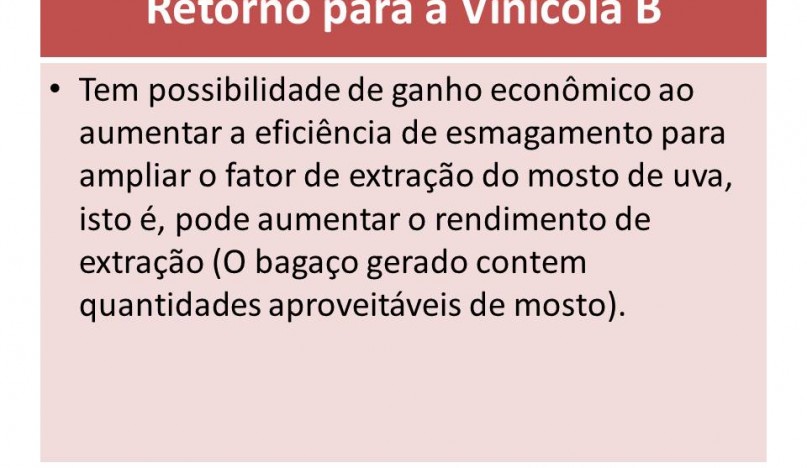 Retorno para a Vinícola B
• Tem possibilidade de ganho econômico ao
aumentar a eficiência de esmagamento para
ampliar o fator de extração do mosto de uva,
isto é, pode aumentar o rendimento de
extração (O bagaço gerado contem
quantidades aproveitáveis de mosto).